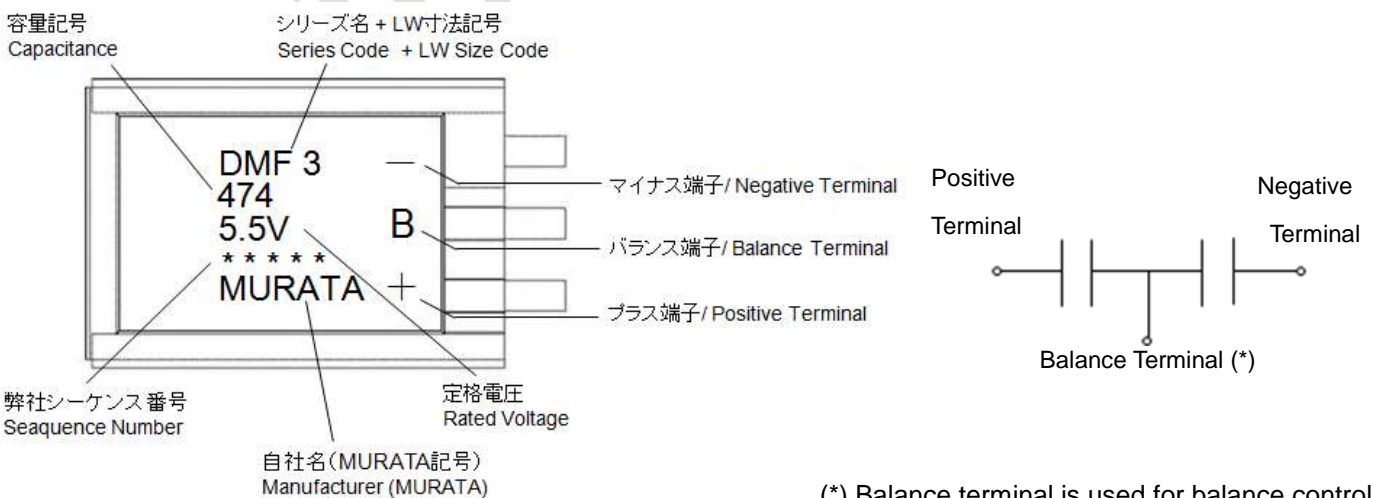 容量記号
Capacitance
シリーズ名 + LW寸法記号
Series Code + LW Size Code
DMF 3
474
5.5V
*****
MURATA
−
B
+
マイナス端子/ Negative Terminal
バランス端子/ Balance Terminal
プラス端子/ Positive Terminal
弊社シーケンス番号
Seaquence Number
自社名(MURATA記号)
Manufacturer (MURATA)
定格電圧
Rated Voltage
Positive
Terminal
Negative
Terminal
Balance Terminal (*)
(*) Balance terminal is used for balance control